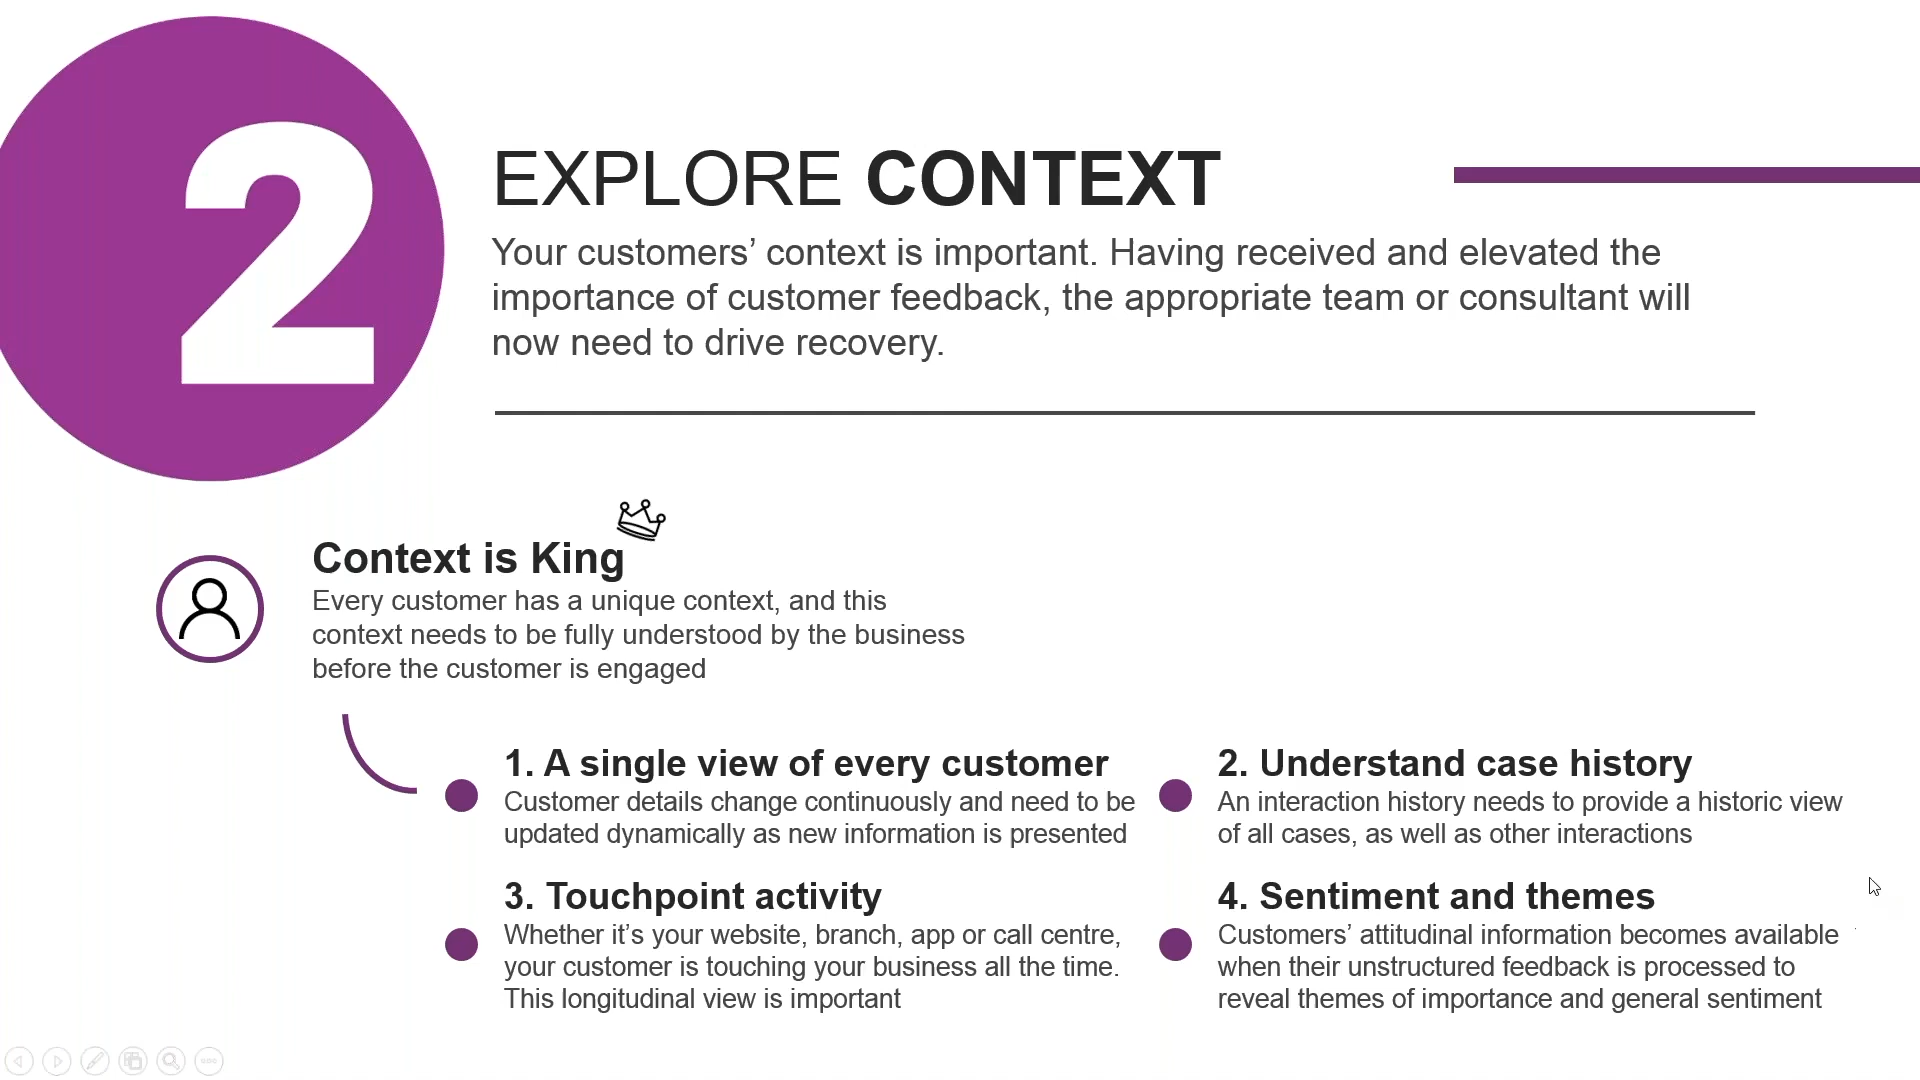 2
EXPLORE CONTEXT
Your customers’ context is important. Having received and elevated the
importance of customer feedback, the appropriate team or consultant will
now need to drive recovery.
Context is King
Every customer has a unique context, and this
context needs to be fully understood by the business
before the customer is engaged
1. A single view of every customer
Customer details change continuously and need to be
updated dynamically as new information is presented
2. Understand case history
An interaction history needs to provide a historic view
of all cases, as well as other interactions
3. Touchpoint activity
Whether it’s your website, branch, app or call centre,
your customer is touching your business all the time.
This longitudinal view is important
4. Sentiment and themes
Customers’ attitudinal information becomes available
when their unstructured feedback is processed to
reveal themes of importance and general sentiment